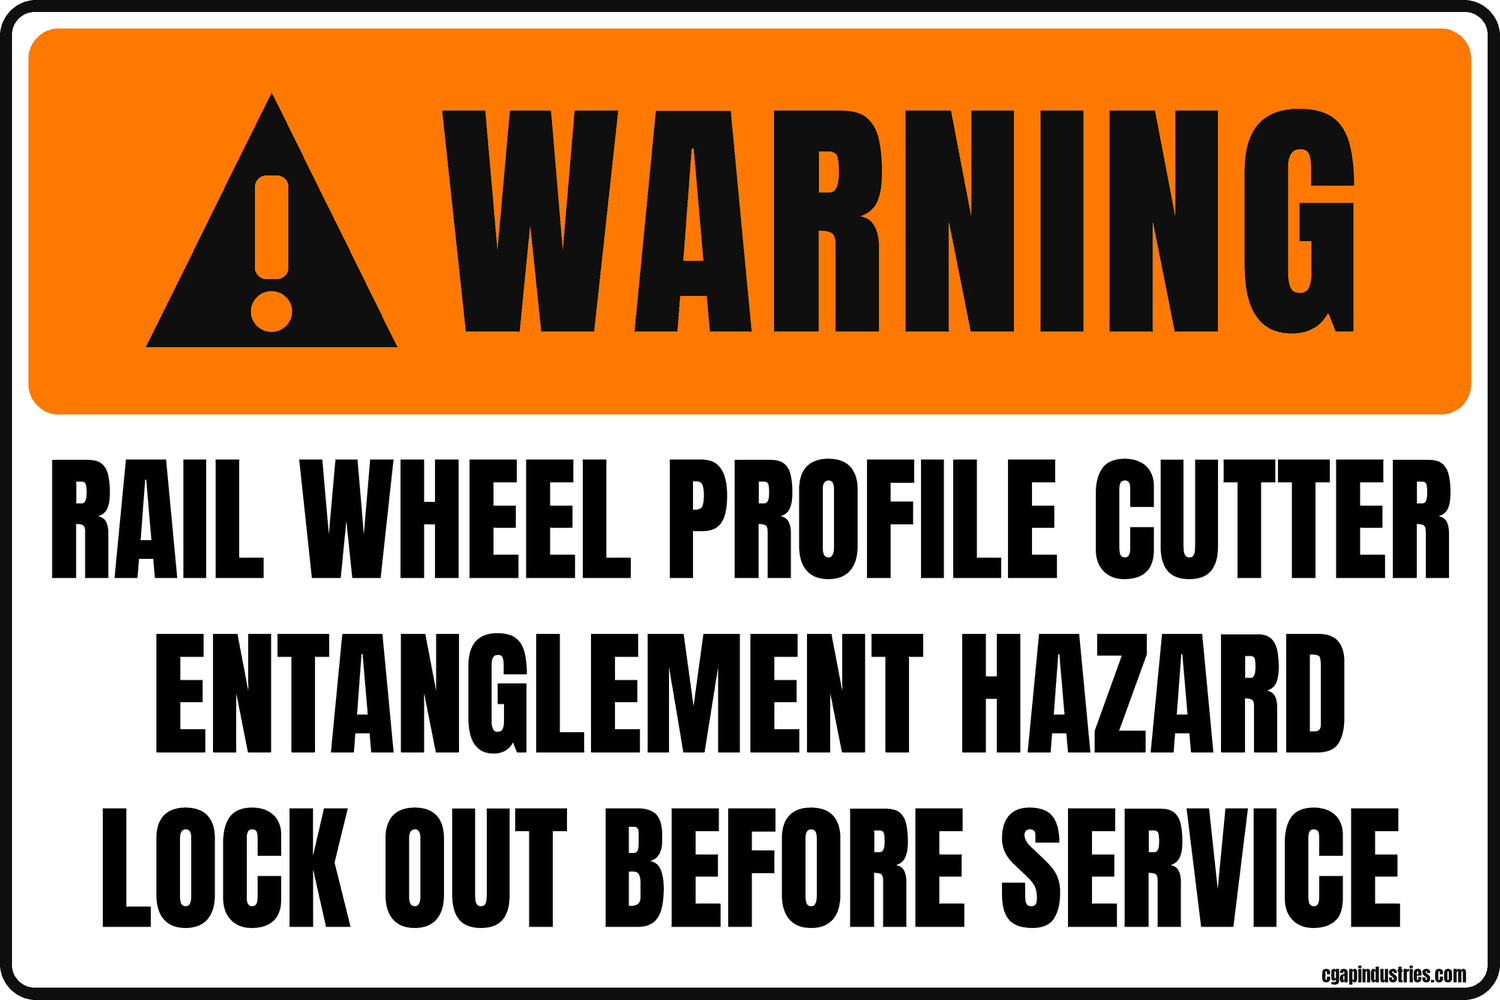 WARNING
RAIL WHEEL PROFILE CUTTER
ENTANGLEMENT HAZARD
LOCK OUT BEFORE SERVICE
cgapindustries.com